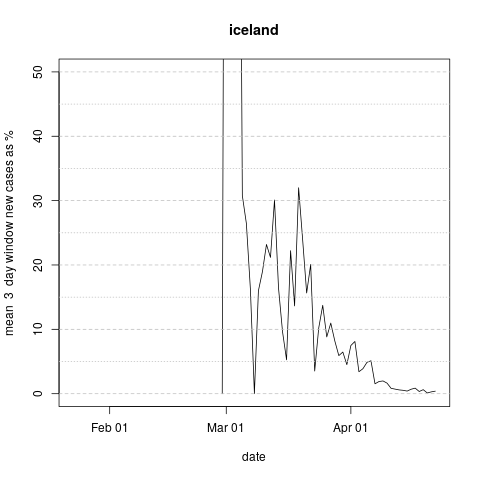 iceland
mean  3  day window new cases as %
50
40
30
20
10
0
Feb 01
Mar 01
Apr 01
date